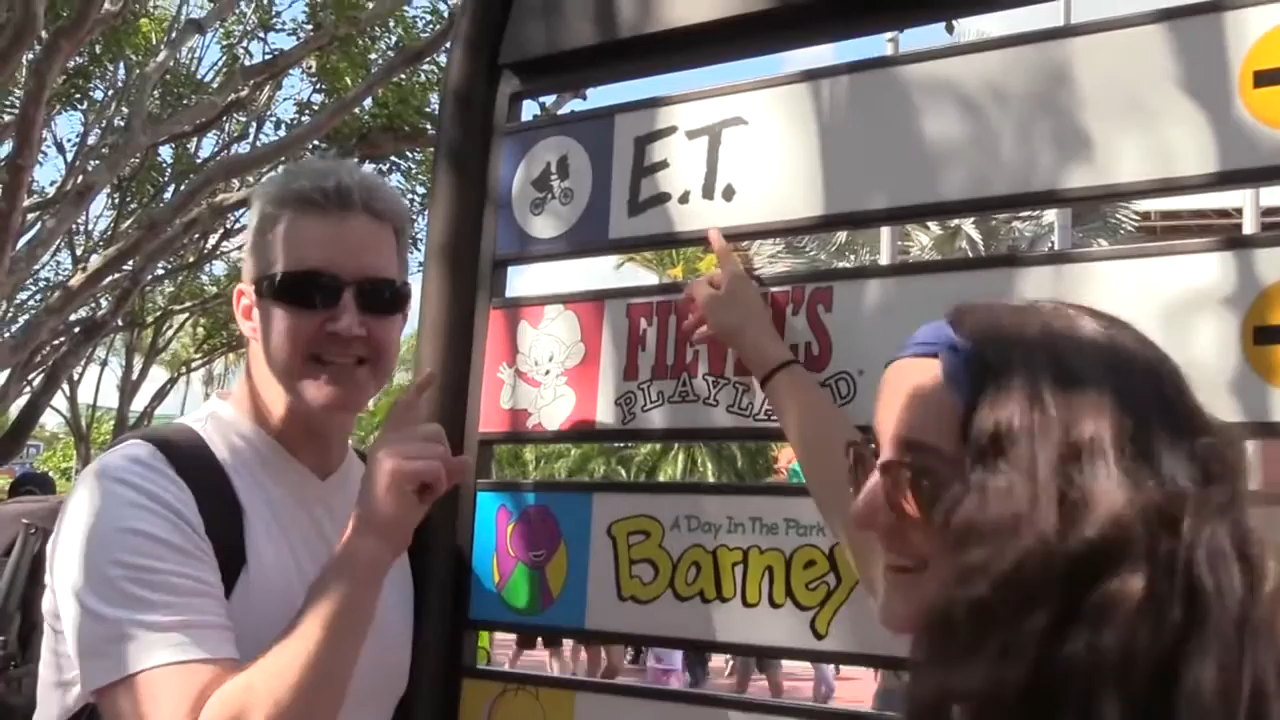 E.T.
FIEVEL'S
PLAYLAND
A Day In The Park
Barney